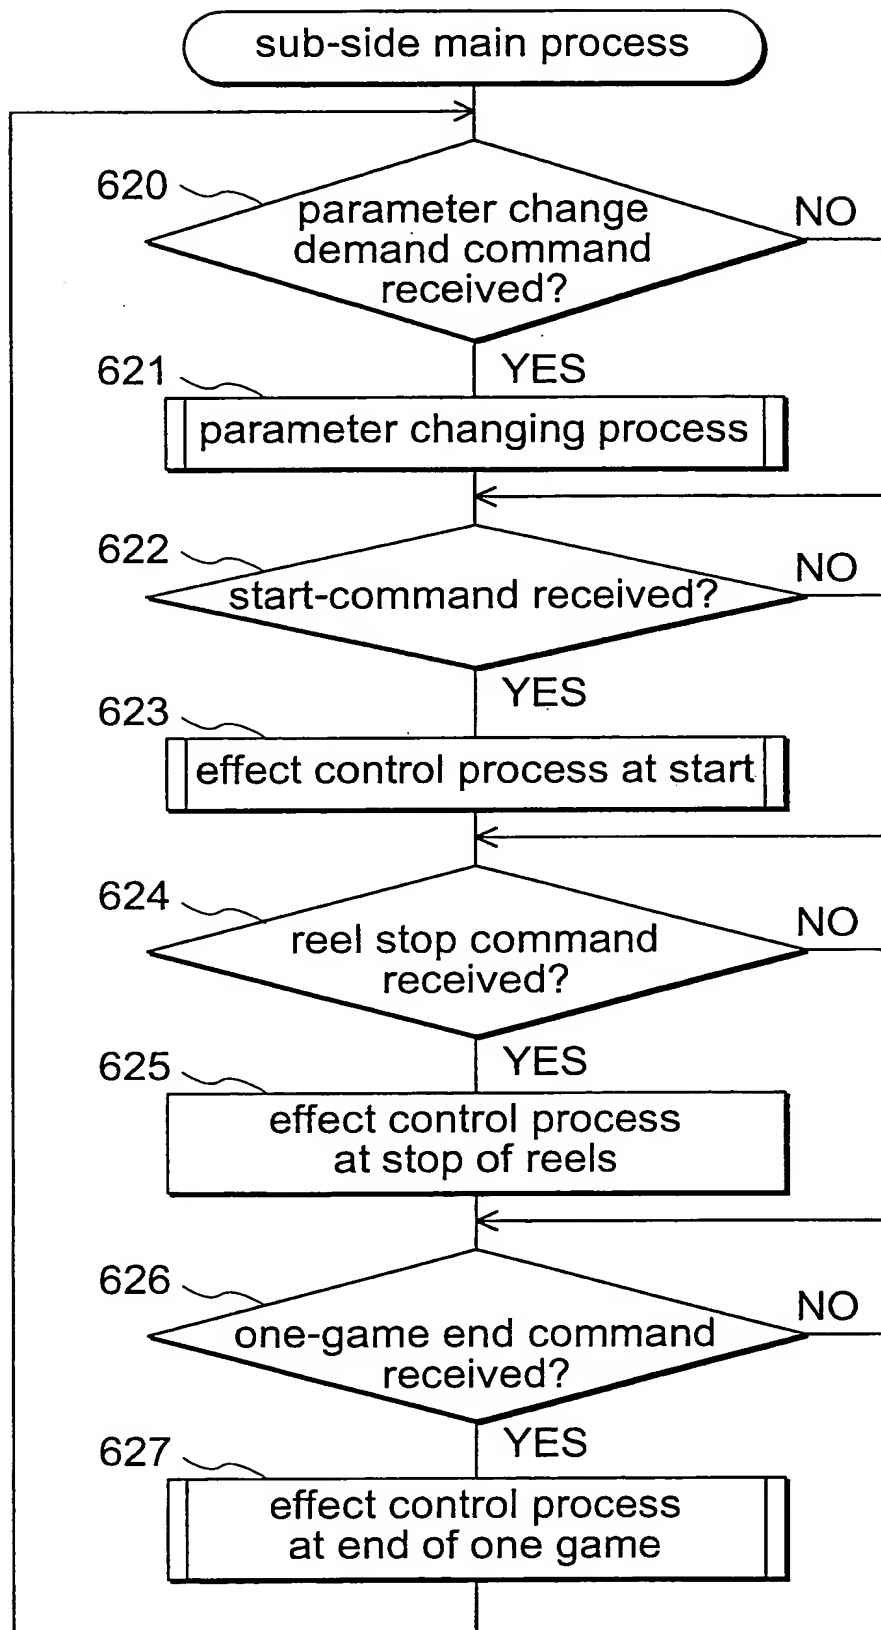 sub-side main process
620
parameter change
demand command
received?
NO
YES
621
parameter changing process
622
start-command received?
NO
YES
623
effect control process at start
624
reel stop command
received?
NO
YES
625
effect control process
at stop of reels
626
one-game end command
received?
NO
YES
627
effect control process
at end of one game